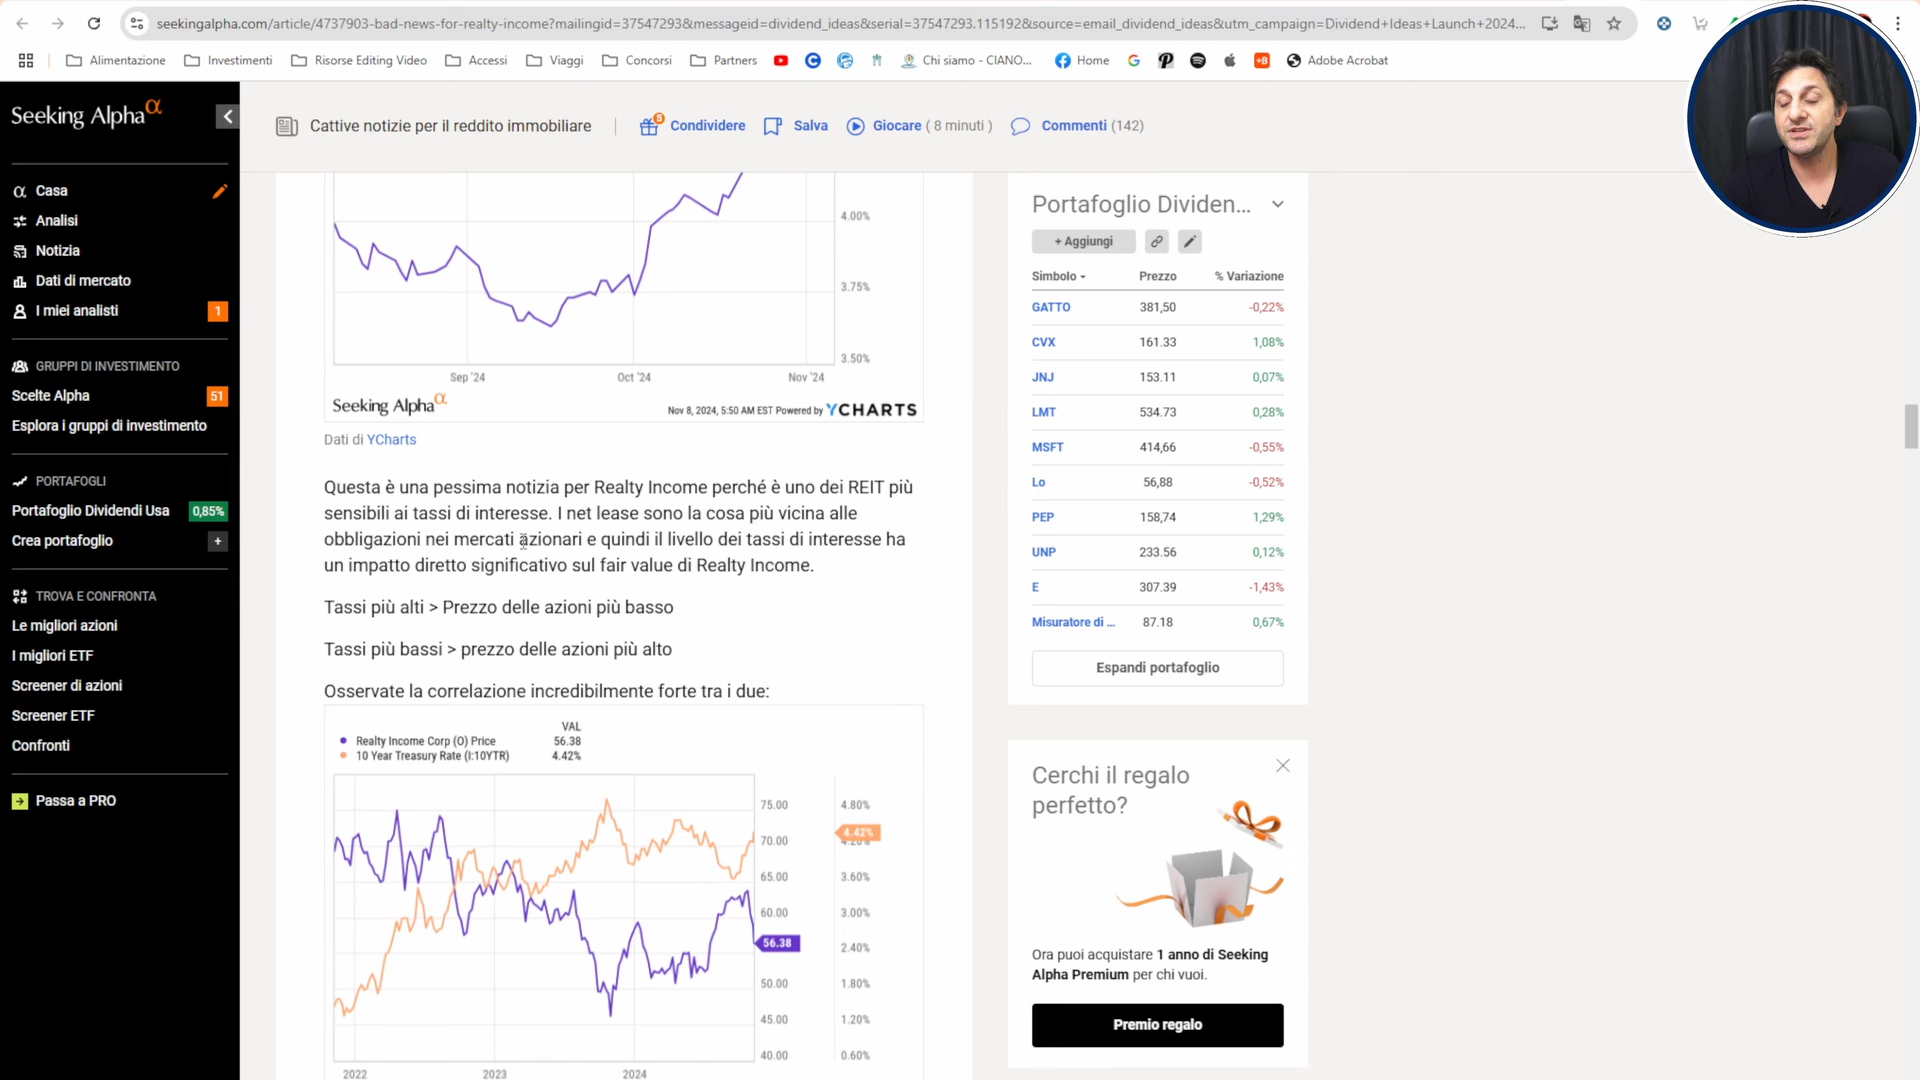 seekingalpha.com/article/4737903-bad-news-for-realty-income?mailingid=37547293&messageid=dividend_ideas&serial=37547293.115192&source=email_dividend_ideas&utm_campaign=Dividend+Ideas+Launch+2024...
Alimentazione
Investimenti
Risorse Editing Video
Accessi
Viaggi
Concorsi
Partners
Chi siamo - CIANO...
Home
Adobe Acrobat
Seeking Alpha α
Casa
Analisi
Notizia
Dati di mercato
I miei analisti 1
GRUPPI DI INVESTIMENTO
Scelte Alpha 51
Esplora i gruppi di investimento
PORTAFOGLI
Portafoglio Dividendi Usa 0,85%
Crea portafoglio +
TROVA E CONFRONTA
Le migliori azioni
I migliori ETF
Screener di azioni
Screener ETF
Confronti
Passa a PRO
Cattive notizie per il reddito immobiliare
5 Condividere
Salva
Giocare ( 8 minuti )
Commenti (142)
4.00%
3.75%
3.50%
Sep '24 Oct '24 Nov '24
Seeking Alpha α
Nov 8, 2024, 5:50 AM EST Powered by YCHARTS
Dati di YCharts
Questa è una pessima notizia per Realty Income perché è uno dei REIT più
sensibili ai tassi di interesse. I net lease sono la cosa più vicina alle
obbligazioni nei mercati azionari e quindi il livello dei tassi di interesse ha
un impatto diretto significativo sul fair value di Realty Income.
Tassi più alti > Prezzo delle azioni più basso
Tassi più bassi > prezzo delle azioni più alto
Osservate la correlazione incredibilmente forte tra i due:
VAL
Realty Income Corp (O) Price 56.38
10 Year Treasury Rate (I:10YTR) 4.42%
75.00 4.80%
4.42%
70.00 4.20%
65.00 3.60%
60.00 3.00%
56.38 2.40%
50.00 1.80%
45.00 1.20%
40.00 0.60%
2022 2023 2024
Portafoglio Dividen...
+ Aggiungi
Simbolo Prezzo % Variazione
GATTO 381,50 -0,22%
CVX 161.33 1,08%
JNJ 153.11 0,07%
LMT 534.73 0,28%
MSFT 414,66 -0,55%
Lo 56,88 -0,52%
PEP 158,74 1,29%
UNP 233.56 0,12%
E 307.39 -1,43%
Misuratore di ... 87.18 0,67%
Espandi portafoglio
Cerchi il regalo
perfetto?
Ora puoi acquistare 1 anno di Seeking
Alpha Premium per chi vuoi.
Premio regalo